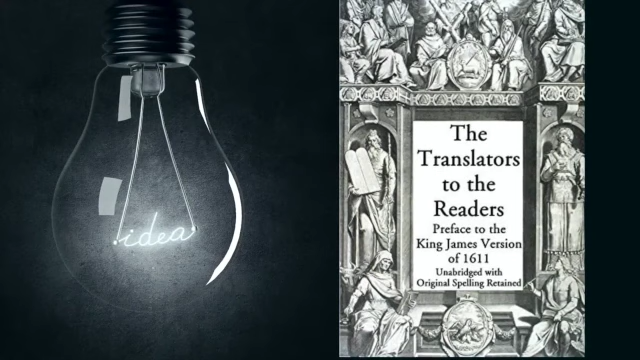 idea
The
Translators
to the
Readers
Preface to the
King James Version
of 1611
Unabridged with
Original Spelling Retained